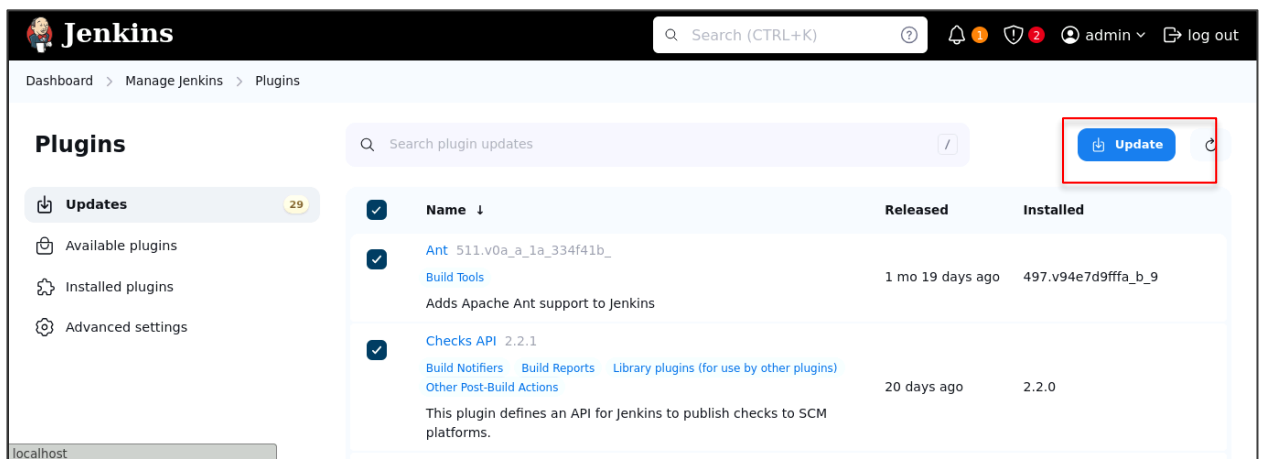 Jenkins
Search (CTRL+K)
?
1
2
admin
log out
Dashboard > Manage Jenkins > Plugins
Plugins
Search plugin updates
/
Update
Updates
29
Available plugins
Installed plugins
Advanced settings
Name ↓ Released Installed
Ant 511.v0a_a_1a_334f41b_
Build Tools
1 mo 19 days ago 497.v94e7d9fffa_b_9
Adds Apache Ant support to Jenkins
Checks API 2.2.1
Build Notifiers Build Reports Library plugins (for use by other plugins)
Other Post-Build Actions
20 days ago 2.2.0
This plugin defines an API for Jenkins to publish checks to SCM
platforms.
localhost